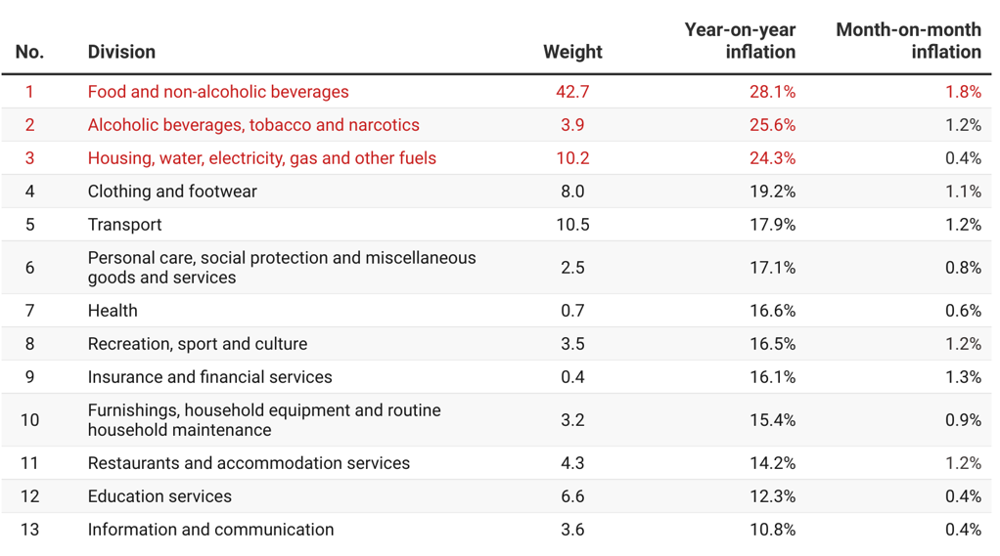 No. Division Weight Year-on-year inflation Month-on-month inflation
1 Food and non-alcoholic beverages 42.7 28.1% 1.8%
2 Alcoholic beverages, tobacco and narcotics 3.9 25.6% 1.2%
3 Housing, water, electricity, gas and other fuels 10.2 24.3% 0.4%
4 Clothing and footwear 8.0 19.2% 1.1%
5 Transport 10.5 17.9% 1.2%
6 Personal care, social protection and miscellaneous goods and services 2.5 17.1% 0.8%
7 Health 0.7 16.6% 0.6%
8 Recreation, sport and culture 3.5 16.5% 1.2%
9 Insurance and financial services 0.4 16.1% 1.3%
10 Furnishings, household equipment and routine household maintenance 3.2 15.4% 0.9%
11 Restaurants and accommodation services 4.3 14.2% 1.2%
12 Education services 6.6 12.3% 0.4%
13 Information and communication 3.6 10.8% 0.4%